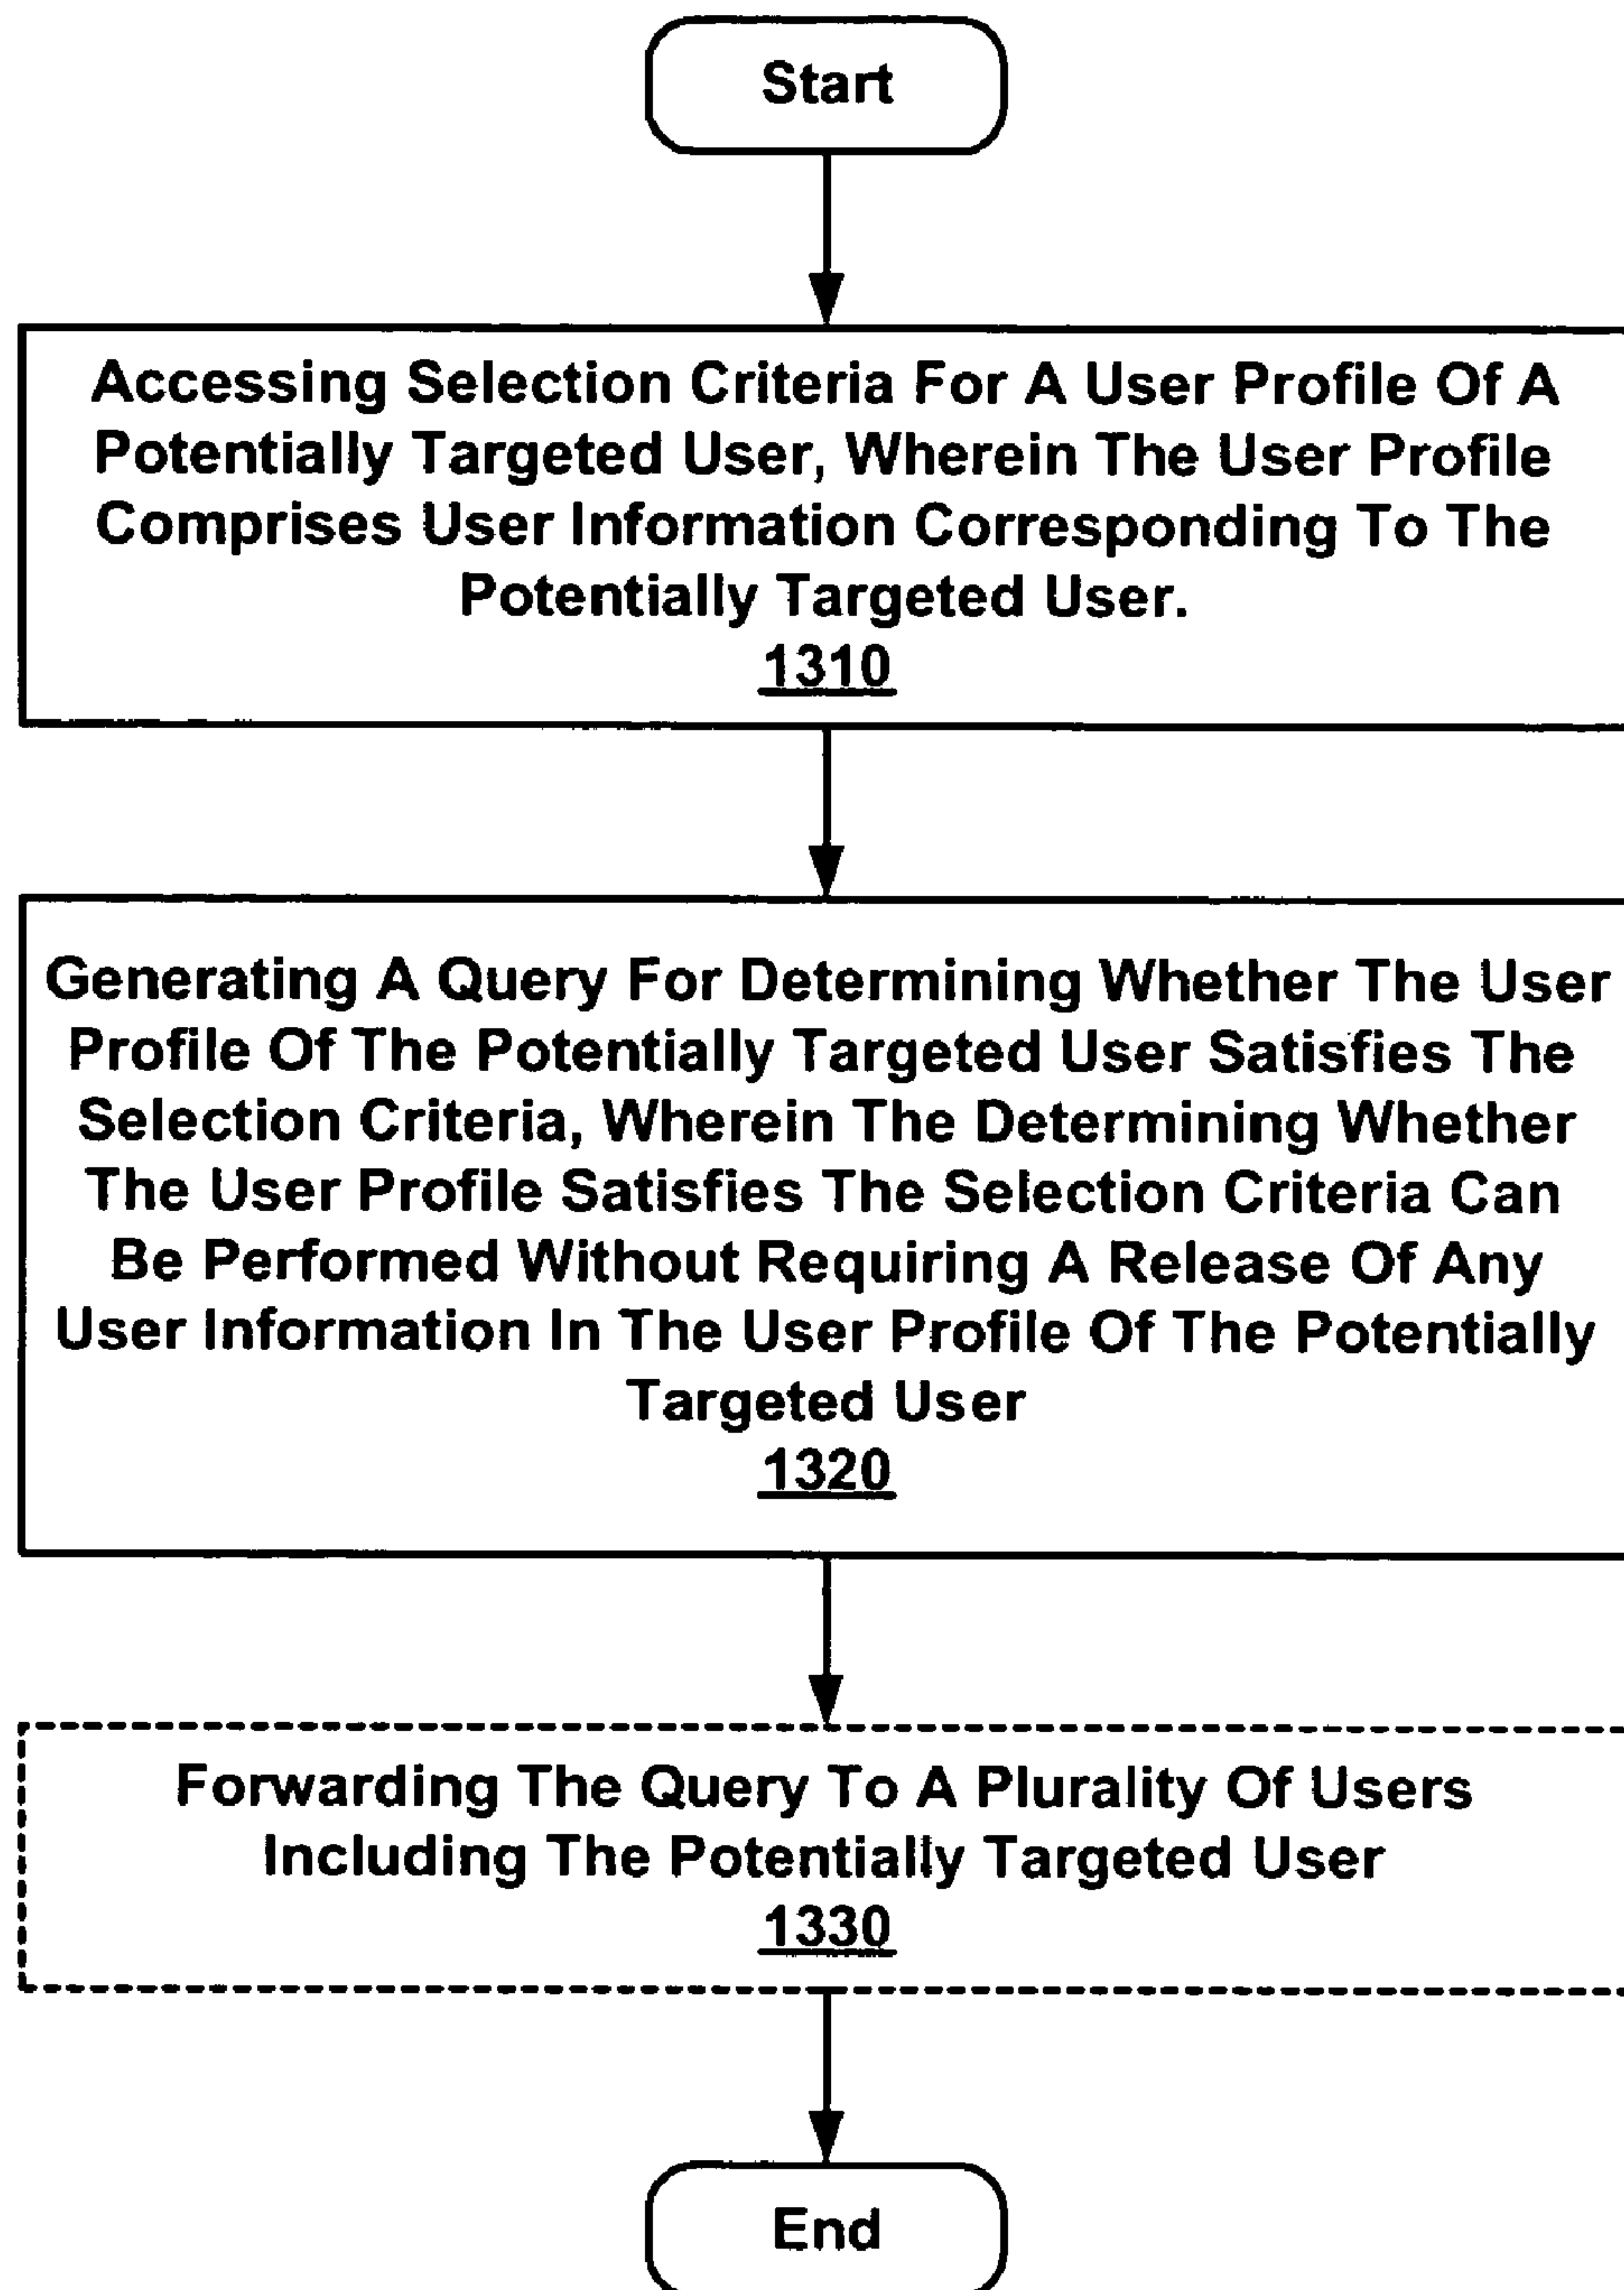 Start
Accessing Selection Criteria For A User Profile Of A
Potentially Targeted User, Wherein The User Profile
Comprises User Information Corresponding To The
Potentially Targeted User.
1310
Generating A Query For Determining Whether The User
Profile Of The Potentially Targeted User Satisfies The
Selection Criteria, Wherein The Determining Whether
The User Profile Satisfies The Selection Criteria Can
Be Performed Without Requiring A Release Of Any
User Information In The User Profile Of The Potentially
Targeted User
1320
Forwarding The Query To A Plurality Of Users
Including The Potentially Targeted User
1330
End